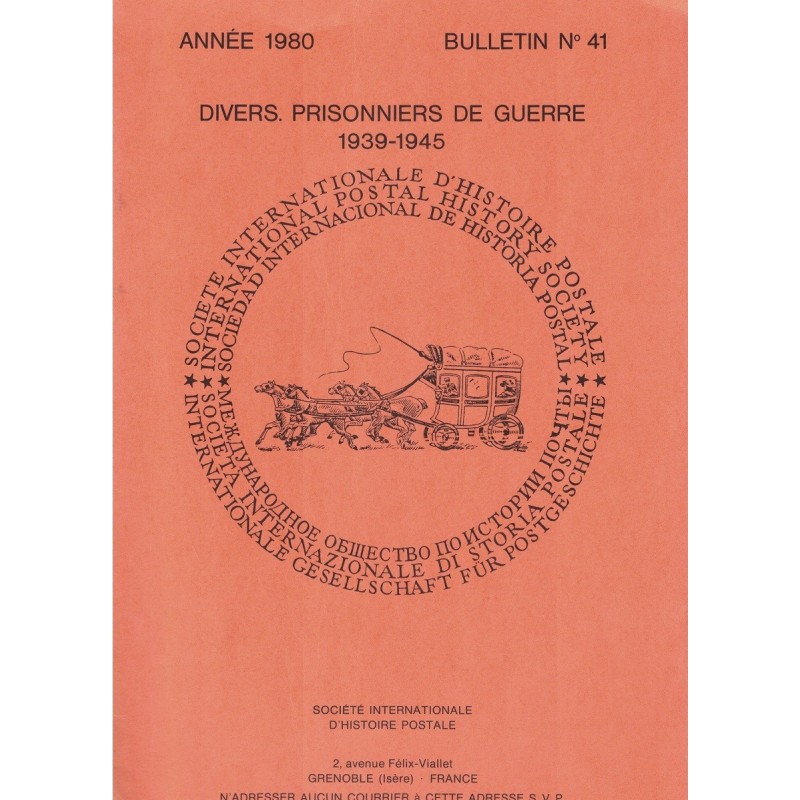 ANNÉE 1980
BULLETIN Nº 41
DIVERS. PRISONNIERS DE GUERRE
1939-1945
★ SOCIETE INTERNATIONALE D'HISTOIRE POSTALE ★
★ INTERNATIONAL POSTAL HISTORY SOCIETY ★
★ SOCIEDAD INTERNACIONAL DE HISTORIA POSTAL ★
МЕЖДУНАРОДНОЕ ОБЩЕСТВО ПО ИСТОРИИ ПОЧТЫ
SOCIETÀ INTERNAZIONALE DI STORIA POSTALE
INTERNATIONALE GESELLSCHAFT FÜR POSTGESCHICHTE
SOCIÉTÉ INTERNATIONALE
D'HISTOIRE POSTALE
2, avenue Félix-Viallet
GRENOBLE (Isère) · FRANCE
N'ADRESSER AUCUN COURRIER à CETTE ADRESSE S.V.P.